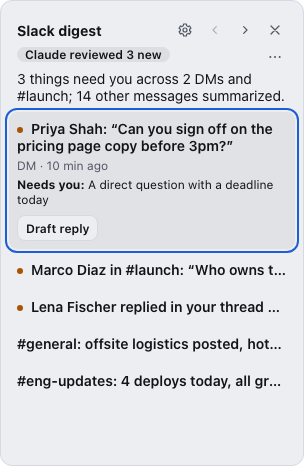 Slack digest
Claude reviewed 3 new
3 things need you across 2 DMs and
#launch; 14 other messages summarized.
Priya Shah: “Can you sign off on the
pricing page copy before 3pm?”
DM · 10 min ago
Needs you: A direct question with a deadline
today
Draft reply
Marco Diaz in #launch: “Who owns t...
Lena Fischer replied in your thread ...
#general: offsite logistics posted, hot...
#eng-updates: 4 deploys today, all gr...